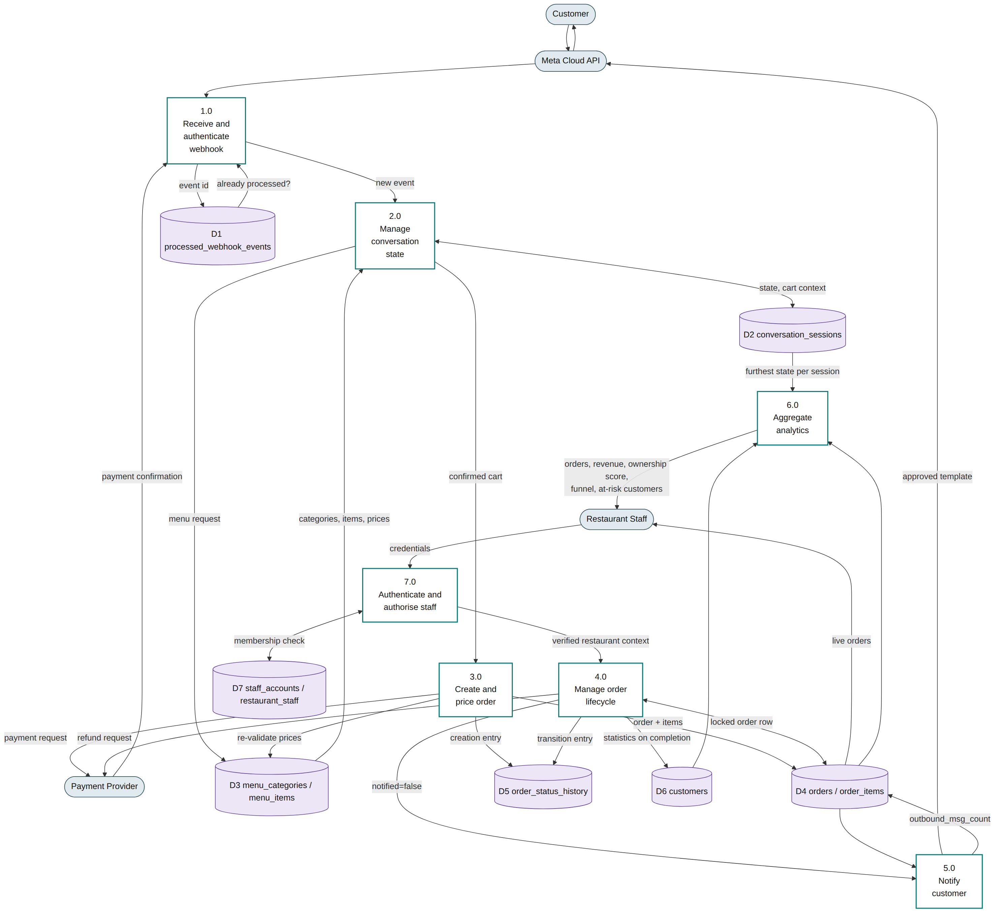 Customer
Meta Cloud API
1.0
Receive and
authenticate
webhook
event id
already processed?
new event
D1
processed_webhook_events
2.0
Manage
conversation
state
state, cart context
D2 conversation_sessions
furthest state per session
6.0
Aggregate
analytics
payment confirmation
orders, revenue, ownership
score,
funnel, at-risk customers
confirmed cart
approved template
menu request
categories, items, prices
Restaurant Staff
credentials
7.0
Authenticate and
authorise staff
membership check
verified restaurant context
live orders
D7 staff_accounts /
restaurant_staff
3.0
Create and
price order
4.0
Manage order
lifecycle
payment request
refund request
re-validate prices
creation entry
transition entry
order + items
statistics on completion
locked order row
Payment Provider
D3 menu_categories /
menu_items
notified=false
D5 order_status_history
D6 customers
D4 orders / order_items
outbound_msg_count
5.0
Notify
customer